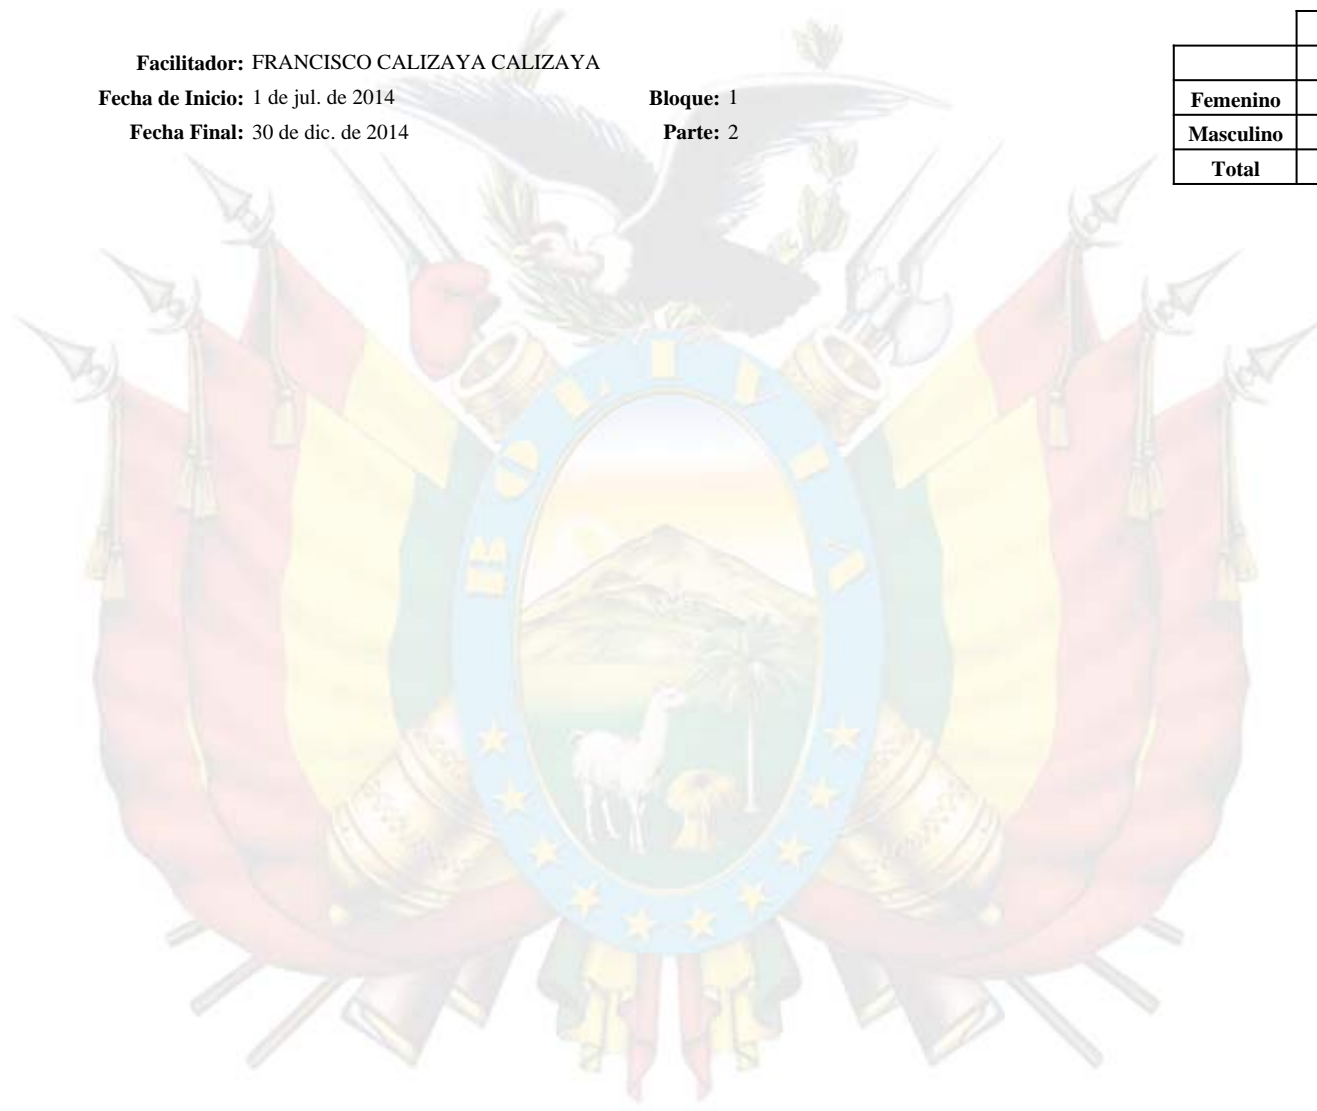 Facilitador: FRANCISCO CALIZAYA CALIZAYA
Fecha de Inicio: 1 de jul. de 2014 Bloque: 1
Fecha Final: 30 de dic. de 2014 Parte: 2
Femenino
Masculino
Total
BOLIVIA